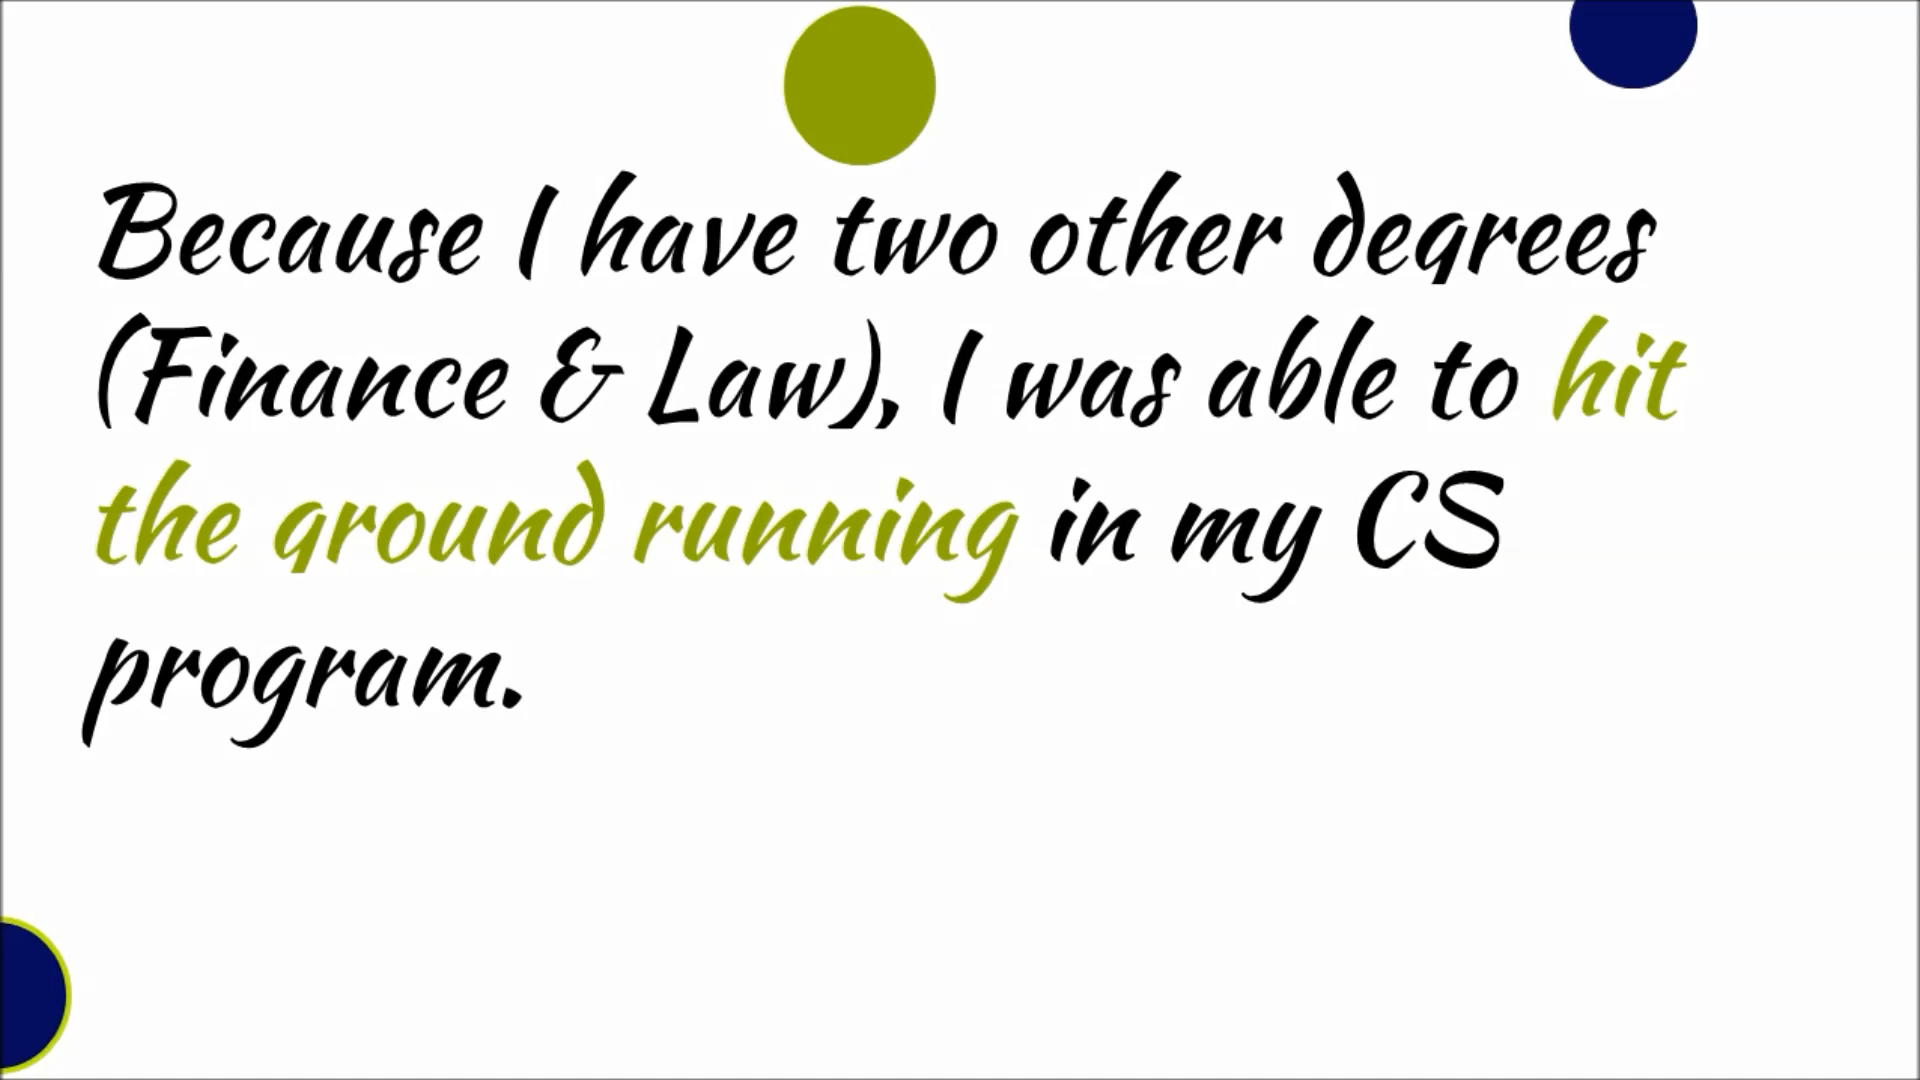 Because I have two other degrees
(Finance & Law), I was able to hit
the ground running in my CS
program.